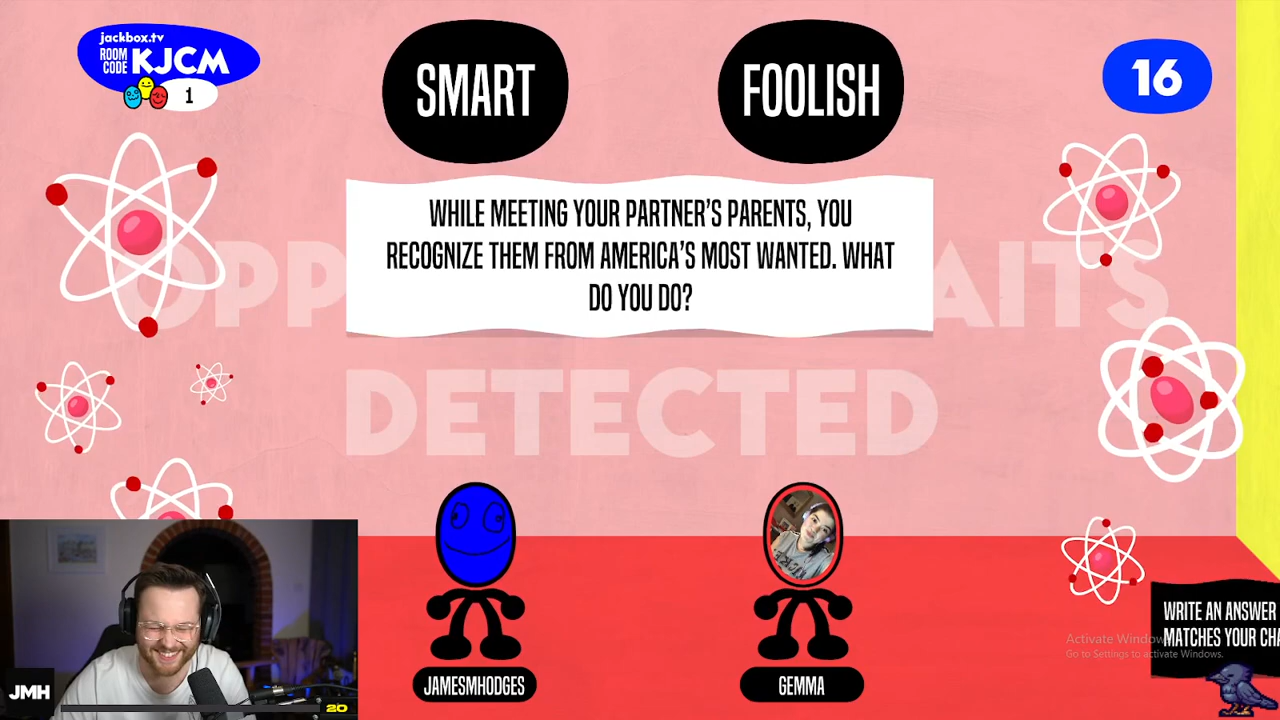 jackbox.tv
ROOM CODE KJCM
1
SMART
FOOLISH
16
WHILE MEETING YOUR PARTNER'S PARENTS, YOU
RECOGNIZE THEM FROM AMERICA'S MOST WANTED. WHAT
DO YOU DO?
OPP AITS
DETECTED
WRITE AN ANSWER
MATCHES YOUR CHA
Activate Windows
Go to Settings to activate Windows.
JAMESMHODGES
GEMMA
JMH
20